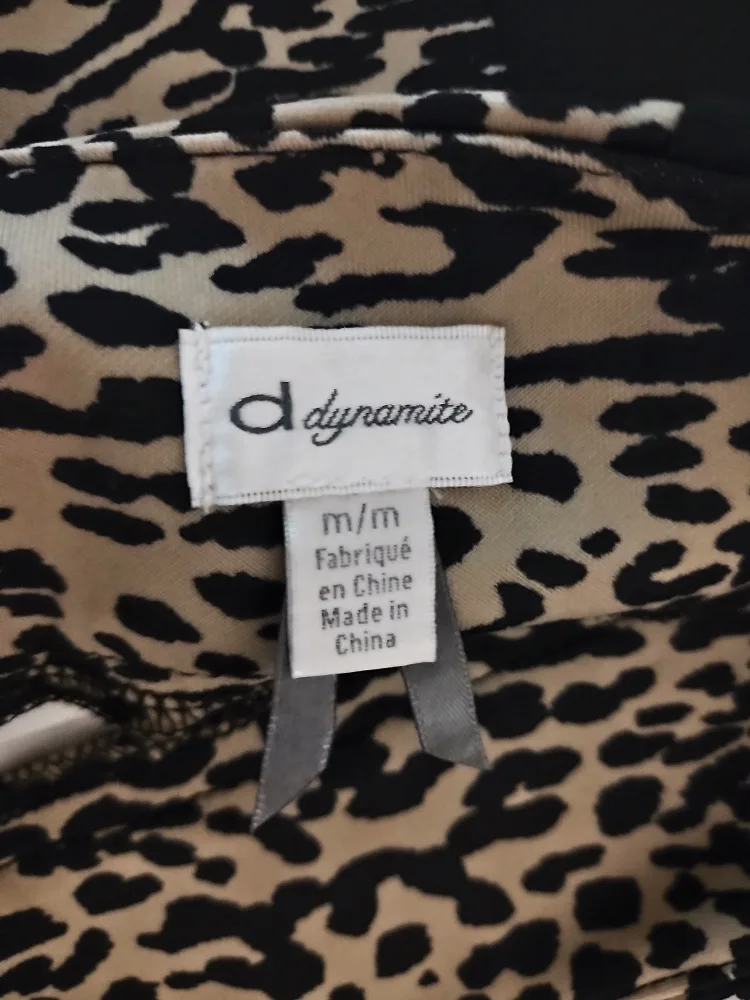 d dynamite
m/m
Fabriqué
en Chine
Made in
China